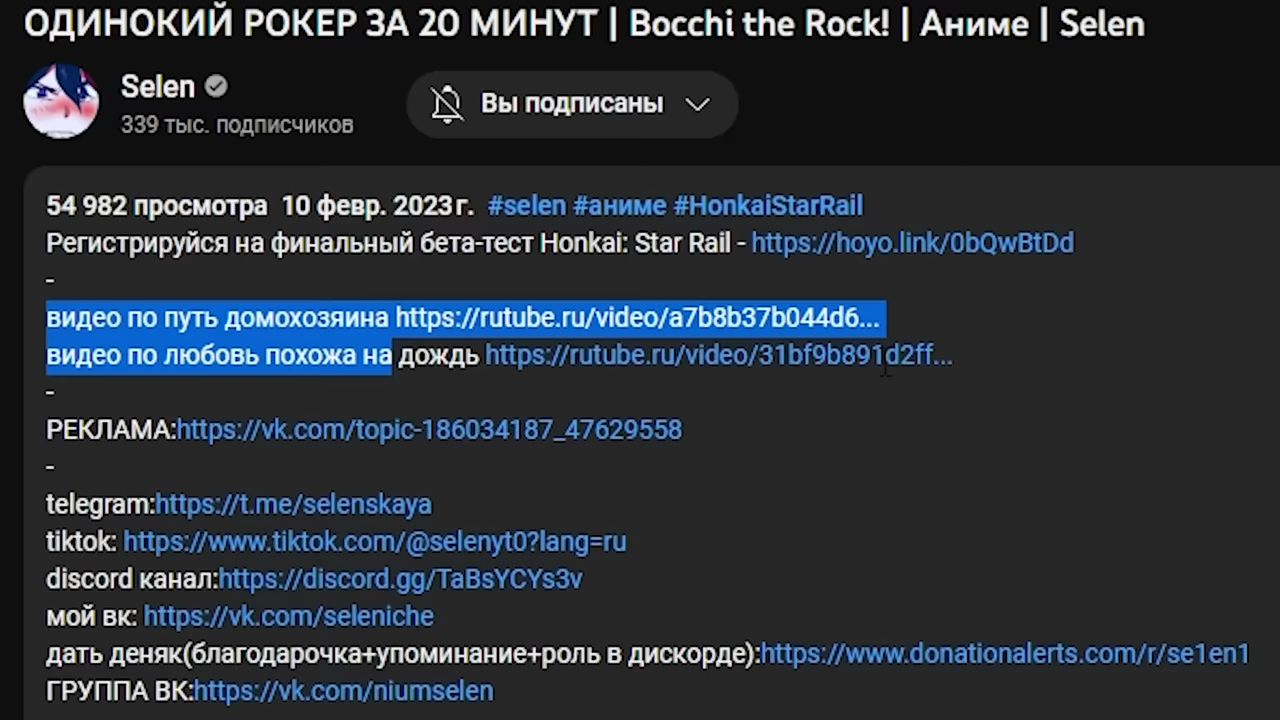 ОДИНОКИЙ РОКЕР ЗА 20 МИНУТ | Bocchi the Rock! | Аниме | Selen
Selen
Вы подписаны
339 тыс. подписчиков
54 982 просмотра 10 февр. 2023 г. #selen #аниме #HonkaiStarRail
Регистрируйся на финальный бета-тест Honkai: Star Rail - https://hoyo.link/0bQwBtDd
-
видео по путь домохозяина https://rutube.ru/video/a7b8b37b044d6...
видео по любовь похожа на дождь https://rutube.ru/video/31bf9b891d2ff...
-
РЕКЛАМА:https://vk.com/topic-186034187_47629558
-
telegram:https://t.me/selenskaya
tiktok: https://www.tiktok.com/@selenyt0?lang=ru
discord канал:https://discord.gg/TaBsYCYs3v
мой вк: https://vk.com/seleniche
дать деняк(благодарочка+упоминание+роль в дискорде):https://www.donationalerts.com/r/se1en1
ГРУППА ВК:https://vk.com/niumselen